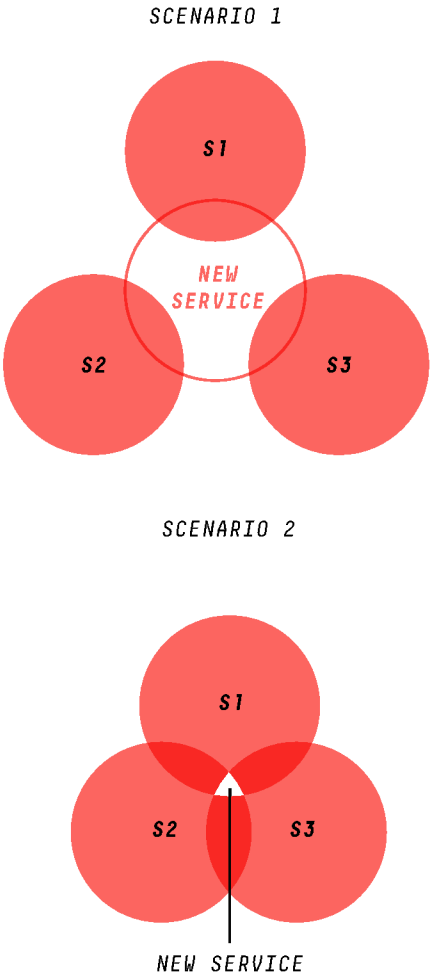 SCENARIO 1
S1
NEW
SERVICE
S2
S3
SCENARIO 2
S1
S2
S3
NEW SERVICE